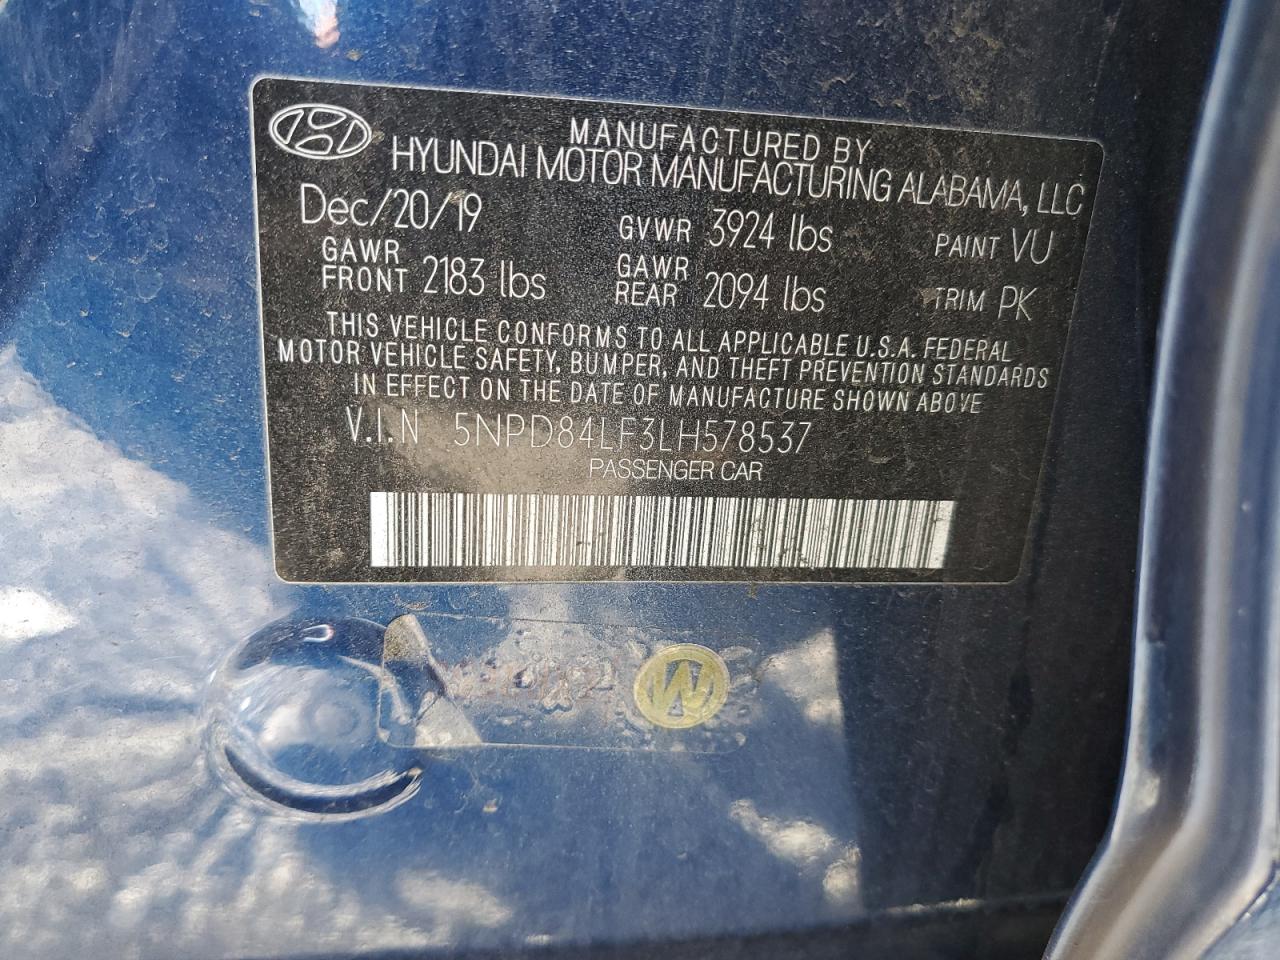 MANUFACTURED BY
HYUNDAI MOTOR MANUFACTURING ALABAMA, LLC
Dec/20/19 GVWR 3924 lbs PAINT VU
GAWR FRONT 2183 lbs GAWR REAR 2094 lbs TRIM PK
THIS VEHICLE CONFORMS TO ALL APPLICABLE U.S.A. FEDERAL
MOTOR VEHICLE SAFETY, BUMPER, AND THEFT PREVENTION STANDARDS
IN EFFECT ON THE DATE OF MANUFACTURE SHOWN ABOVE
V.I.N 5NPD84LF3LH578537
PASSENGER CAR